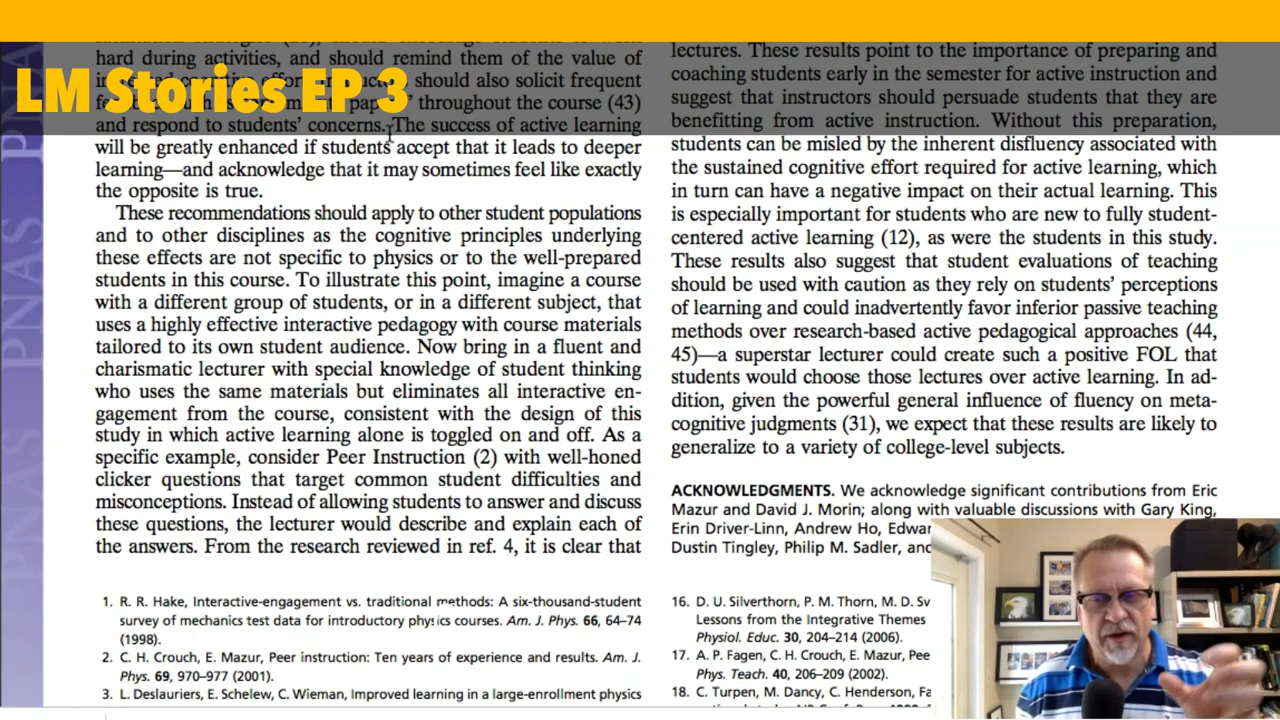 LM Stories EP 3
hard during activities, and should remind them of the value of
should also solicit frequent
throughout the course (43)
and respond to students' concerns. The success of active learning
will be greatly enhanced if students accept that it leads to deeper
learning—and acknowledge that it may sometimes feel like exactly
the opposite is true.
These recommendations should apply to other student populations
and to other disciplines as the cognitive principles underlying
these effects are not specific to physics or to the well-prepared
students in this course. To illustrate this point, imagine a course
with a different group of students, or in a different subject, that
uses a highly effective interactive pedagogy with course materials
tailored to its own student audience. Now bring in a fluent and
charismatic lecturer with special knowledge of student thinking
who uses the same materials but eliminates all interactive en-
gagement from the course, consistent with the design of this
study in which active learning alone is toggled on and off. As a
specific example, consider Peer Instruction (2) with well-honed
clicker questions that target common student difficulties and
misconceptions. Instead of allowing students to answer and discuss
these questions, the lecturer would describe and explain each of
the answers. From the research reviewed in ref. 4, it is clear that
lectures. These results point to the importance of preparing and
coaching students early in the semester for active instruction and
suggest that instructors should persuade students that they are
benefitting from active instruction. Without this preparation,
students can be misled by the inherent disfluency associated with
the sustained cognitive effort required for active learning, which
in turn can have a negative impact on their actual learning. This
is especially important for students who are new to fully student-
centered active learning (12), as were the students in this study.
These results also suggest that student evaluations of teaching
should be used with caution as they rely on students' perceptions
of learning and could inadvertently favor inferior passive teaching
methods over research-based active pedagogical approaches (44,
45)—a superstar lecturer could create such a positive FOL that
students would choose those lectures over active learning. In ad-
dition, given the powerful general influence of fluency on meta-
cognitive judgments (31), we expect that these results are likely to
generalize to a variety of college-level subjects.
ACKNOWLEDGMENTS. We acknowledge significant contributions from Eric
Mazur and David J. Morin; along with valuable discussions with Gary King,
Erin Driver-Linn, Andrew Ho, Edwar
Dustin Tingley, Philip M. Sadler, and
1. R. R. Hake, Interactive-engagement vs. traditional methods: A six-thousand-student
survey of mechanics test data for introductory physics courses. Am. J. Phys. 66, 64–74
(1998).
2. C. H. Crouch, E. Mazur, Peer instruction: Ten years of experience and results. Am. J.
Phys. 69, 970–977 (2001).
3. L. Deslauriers, E. Schelew, C. Wieman, Improved learning in a large-enrollment physics
16. D. U. Silverthorn, P. M. Thorn, M. D. Sv
Lessons from the Integrative Themes
Physiol. Educ. 30, 204–214 (2006).
17. A. P. Fagen, C. H. Crouch, E. Mazur, Pee
Phys. Teach. 40, 206–209 (2002).
18. C. Turpen, M. Dancy, C. Henderson, Fa
PNAS PNAS